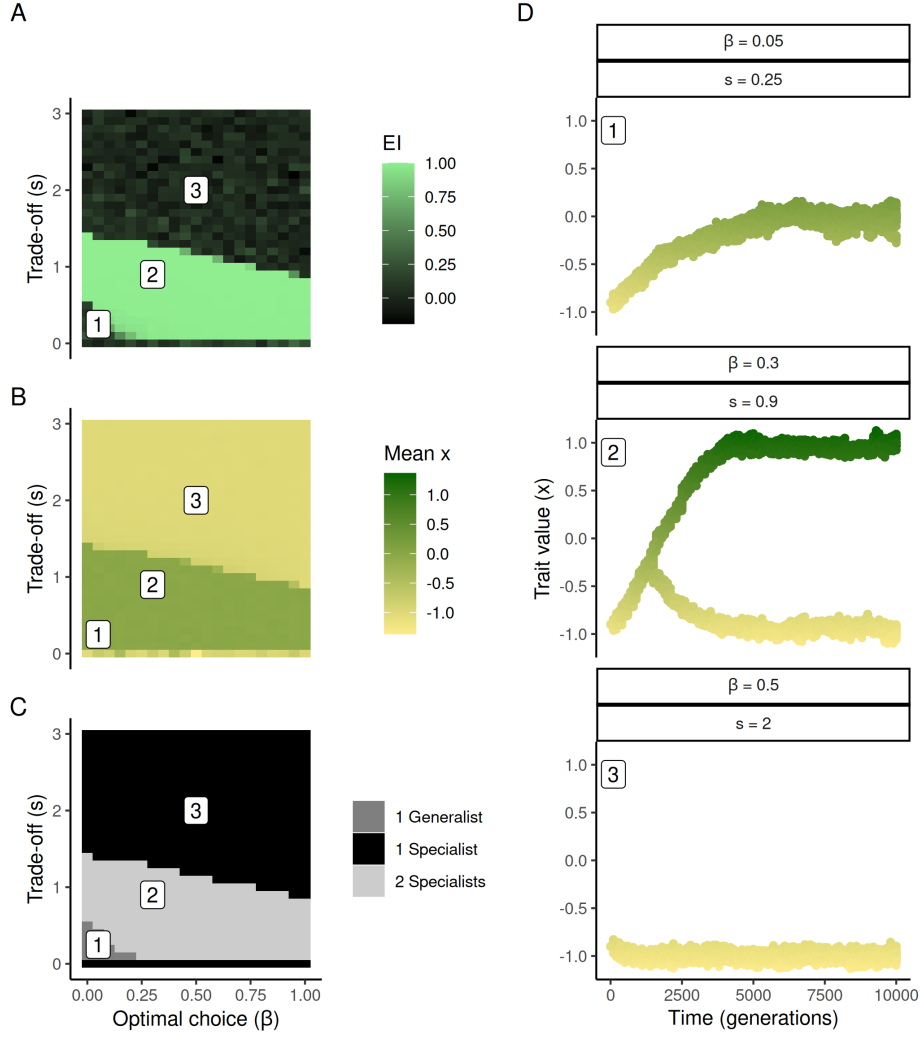 A
Trade-off (s)
3
2
1
0
3
2
1
EI
1.00
0.75
0.50
0.25
0.00
B
Trade-off (s)
3
2
1
0
3
2
1
Mean x
1.0
0.5
0.0
-0.5
-1.0
C
Trade-off (s)
3
2
1
0
3
2
1
0.00 0.25 0.50 0.75 1.00
Optimal choice (β)
1 Generalist
1 Specialist
2 Specialists
D
β = 0.05
s = 0.25
1
1.0
0.5
0.0
-0.5
-1.0
β = 0.3
s = 0.9
2
1.0
0.5
0.0
-0.5
-1.0
Trait value (x)
β = 0.5
s = 2
3
1.0
0.5
0.0
-0.5
-1.0
0 2500 5000 7500 10000
Time (generations)